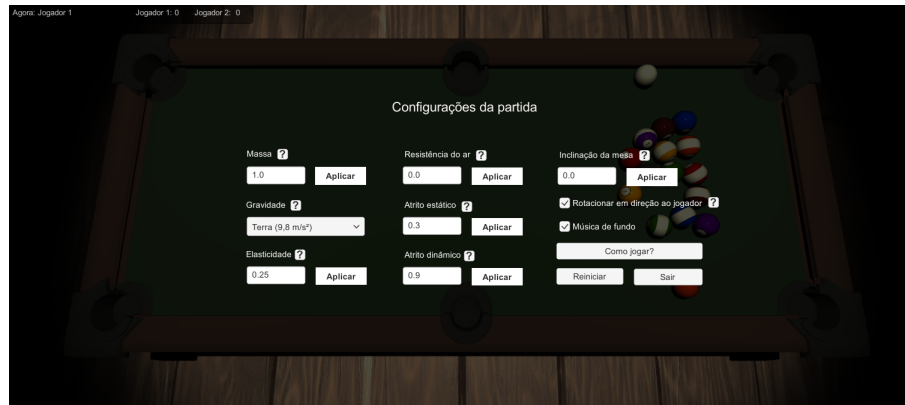 Agora: Jogador 1 Jogador 1: 0 Jogador 2: 0
Configurações da partida
Massa ?
1.0 Aplicar
Gravidade ?
Terra (9,8 m/s²)
Elasticidade ?
0.25 Aplicar
Resistência do ar ?
0.0 Aplicar
Atrito estático ?
0.3 Aplicar
Atrito dinâmico ?
0.9 Aplicar
Inclinação da mesa ?
0.0 Aplicar
Rotacionar em direção ao jogador ?
Música de fundo
Como jogar?
Reiniciar Sair